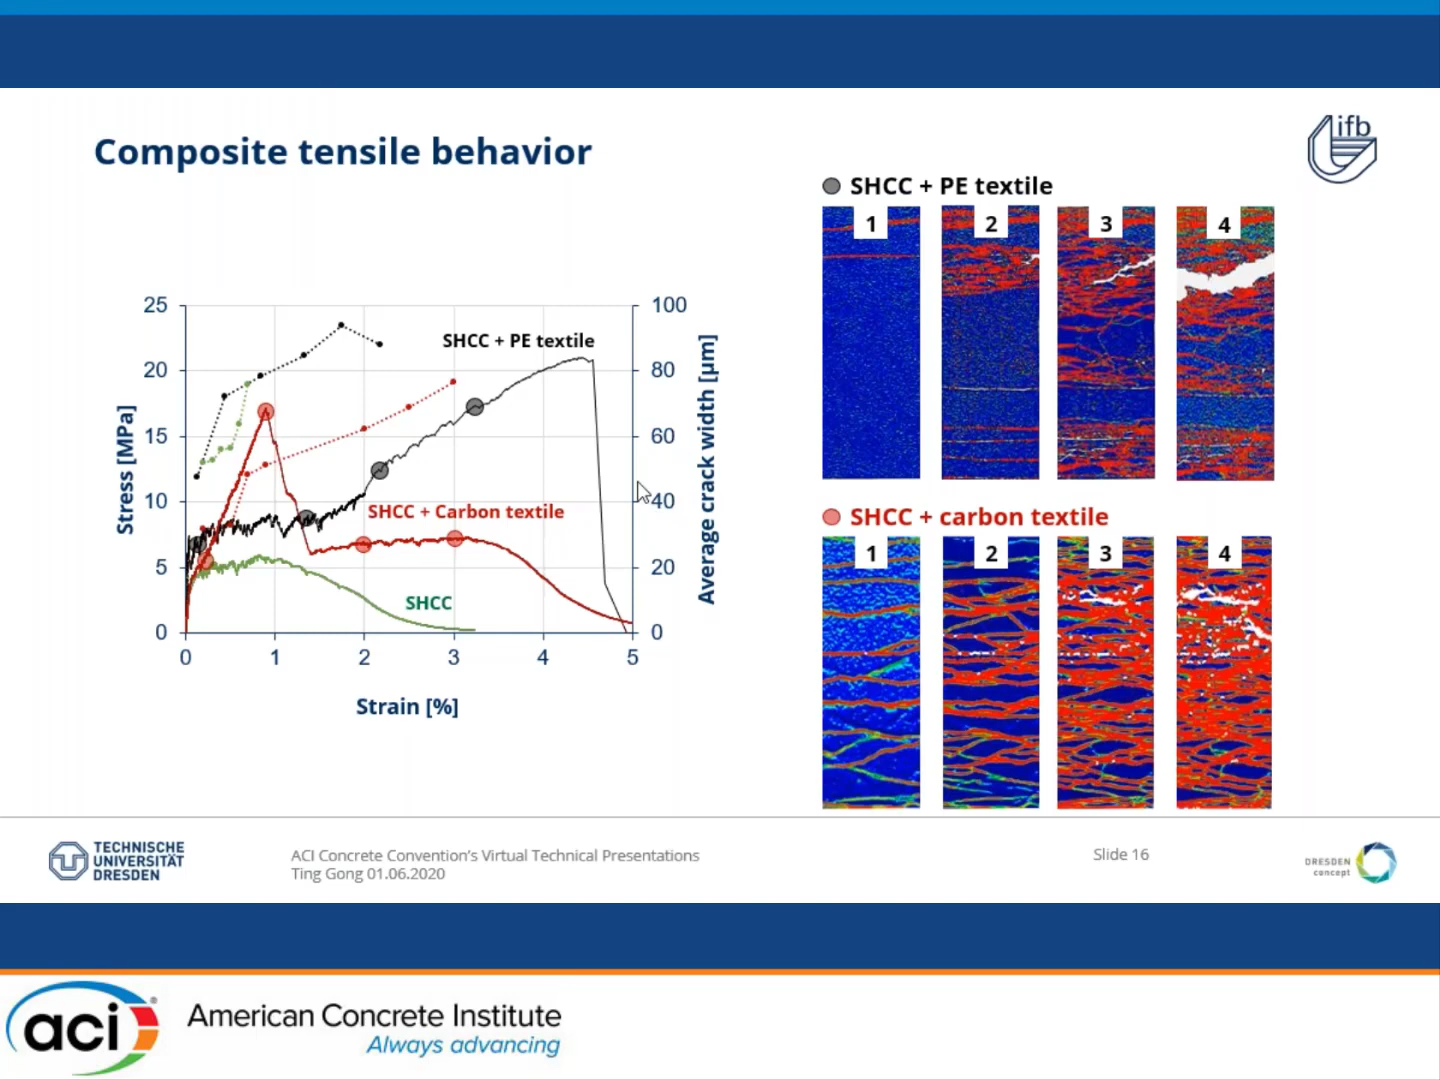 Composite tensile behavior
ifb
SHCC + PE textile
1
2
3
4
25
20
15
10
5
0
100
80
60
40
20
0
0
1
2
3
4
5
Stress [MPa]
Average crack width [µm]
Strain [%]
SHCC + PE textile
SHCC + Carbon textile
SHCC
SHCC + carbon textile
1
2
3
4
TECHNISCHE
UNIVERSITÄT
DRESDEN
ACI Concrete Convention's Virtual Technical Presentations
Ting Gong 01.06.2020
Slide 16
DRESDEN
concept
aci®
American Concrete Institute
Always advancing